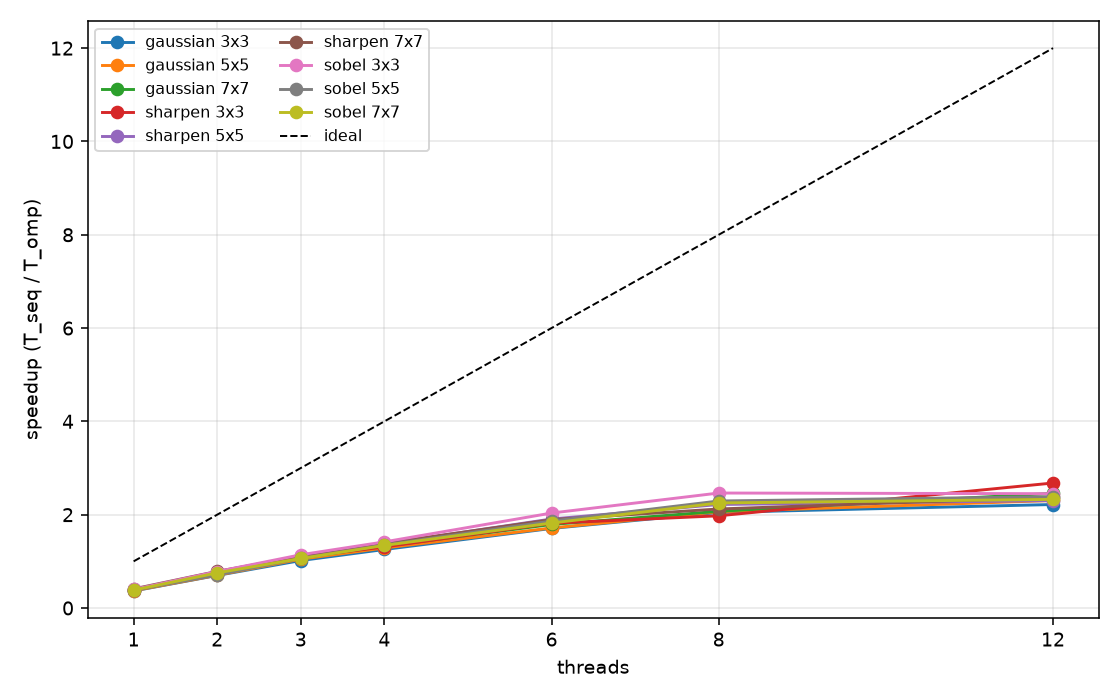 gaussian 3x3
gaussian 5x5
gaussian 7x7
sharpen 3x3
sharpen 5x5
sharpen 7x7
sobel 3x3
sobel 5x5
sobel 7x7
ideal
speedup (T_seq / T_omp)
12
10
8
6
4
2
0
1 2 3 4 6 8 12
threads